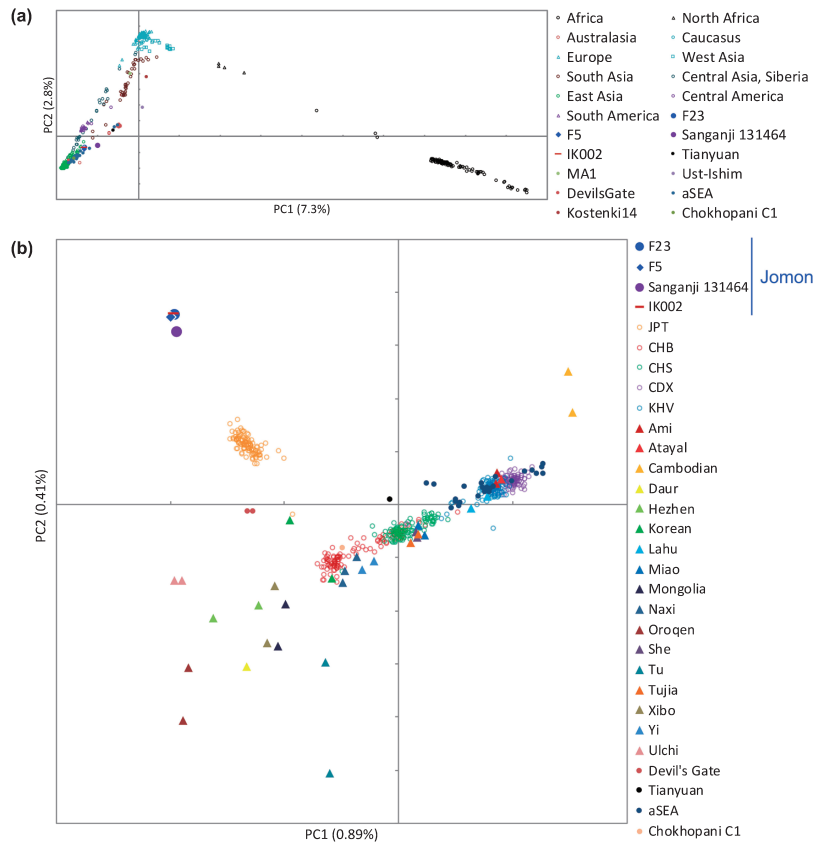 (a)
PC2 (2.8%)
PC1 (7.3%)
Africa
Australasia
Europe
South Asia
East Asia
South America
F5
IK002
MA1
DevilsGate
Kostenki14
North Africa
Caucasus
West Asia
Central Asia, Siberia
Central America
F23
Sanganji 131464
Tianyuan
Ust-Ishim
aSEA
Chokhopani C1
(b)
PC2 (0.41%)
PC1 (0.89%)
F23
F5
Sanganji 131464
IK002
Jomon
JPT
CHB
CHS
CDX
KHV
Ami
Atayal
Cambodian
Daur
Hezhen
Korean
Lahu
Miao
Mongolia
Naxi
Oroqen
She
Tu
Tujia
Xibo
Yi
Ulchi
Devil's Gate
Tianyuan
aSEA
Chokhopani C1